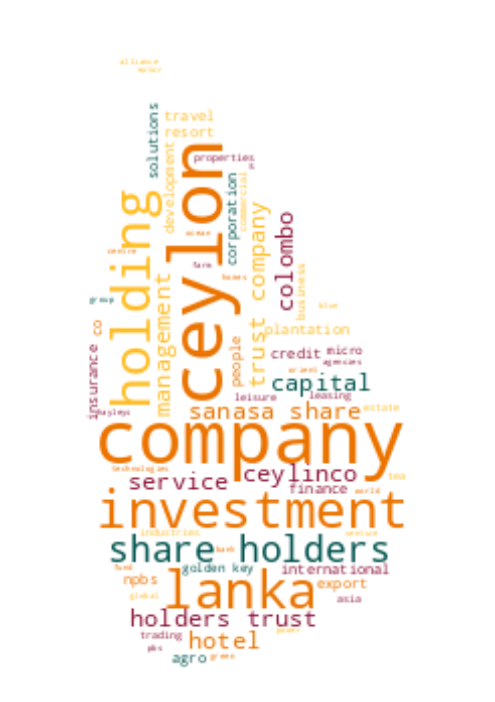 alliance
motor
solutions
travel
resort
development
ceylon
properties
s
corporation
commercial
holding
trust company
colombo
ocean
centre
farm
homes
management
business
group
blue
co
plantation
people
insurance
credit
micro
agencies
orient
capital
leisure
leasing
hayleys
sanasa share
estate
company
technologies
service
ceylinco
tea
finance
world
investment
industries
venture
share holders
bank
fund
golden key
international
npbs
lanka
export
global
asia
holders trust
power
trading
hotel
pbs
agro
green